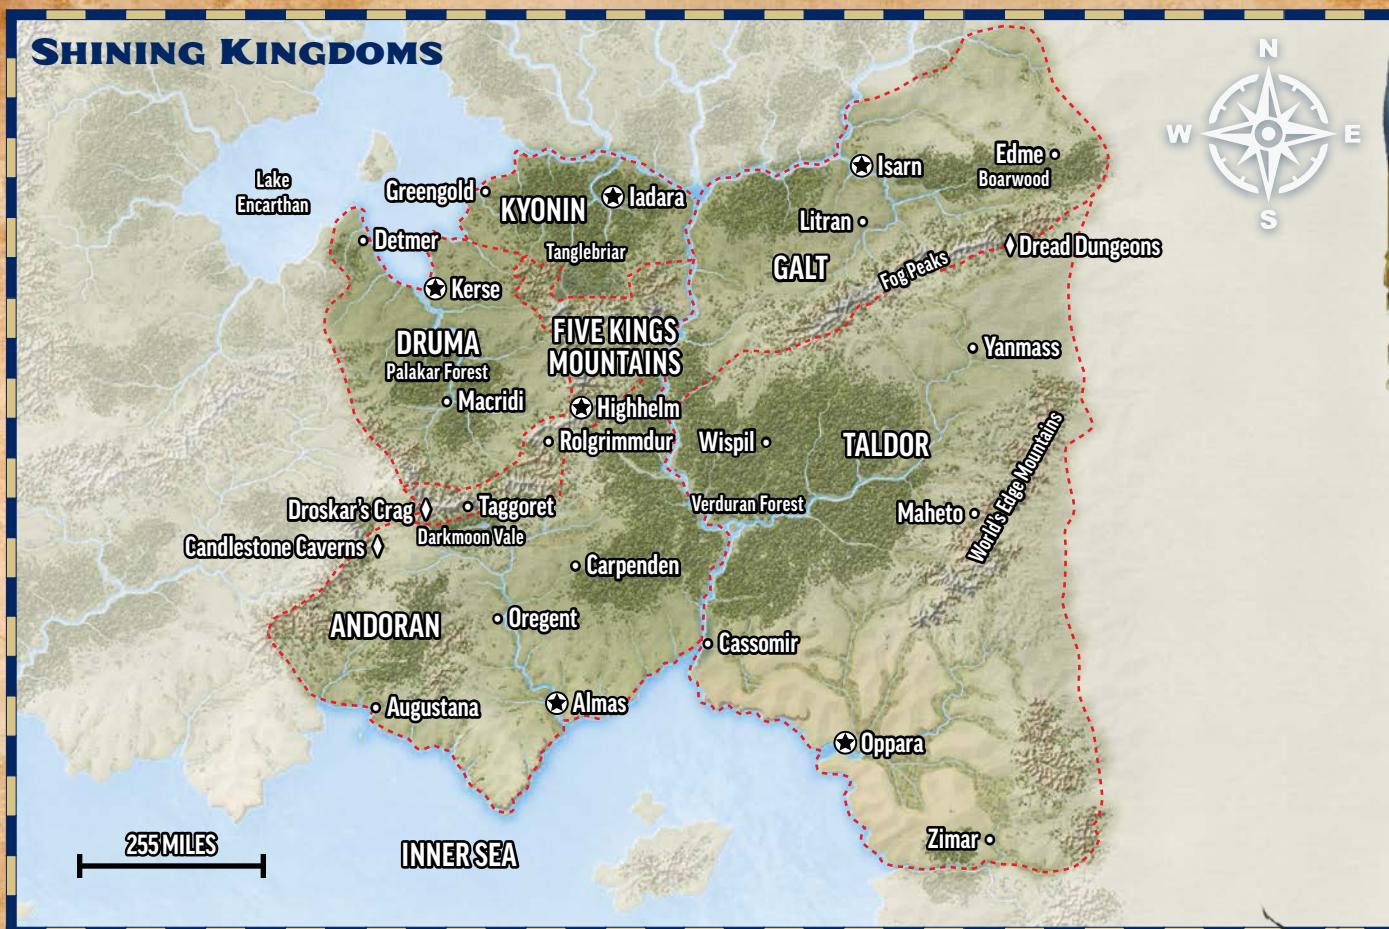 SHINING KINGDOMS
N
W
E
S
Isarn
Edme
Boarwood
Lake
Encarthan
Greengold
KYONIN
Iadara
Litran
Detmer
Tanglebriar
GALT
Fog Peaks
Dread Dungeons
Kerse
DRUMA
Palakar Forest
FIVE KINGS
MOUNTAINS
Yanmass
Macridi
Highhelm
Rolgrimmdur
Wispil
TALDOR
World's Edge Mountains
Droskar's Crag
Taggoret
Verduran Forest
Maheto
Candlestone Caverns
Darkmoon Vale
Carpenden
ANDORAN
Oregent
Cassomir
Augustana
Almas
Oppara
255 MILES
INNER SEA
Zimar